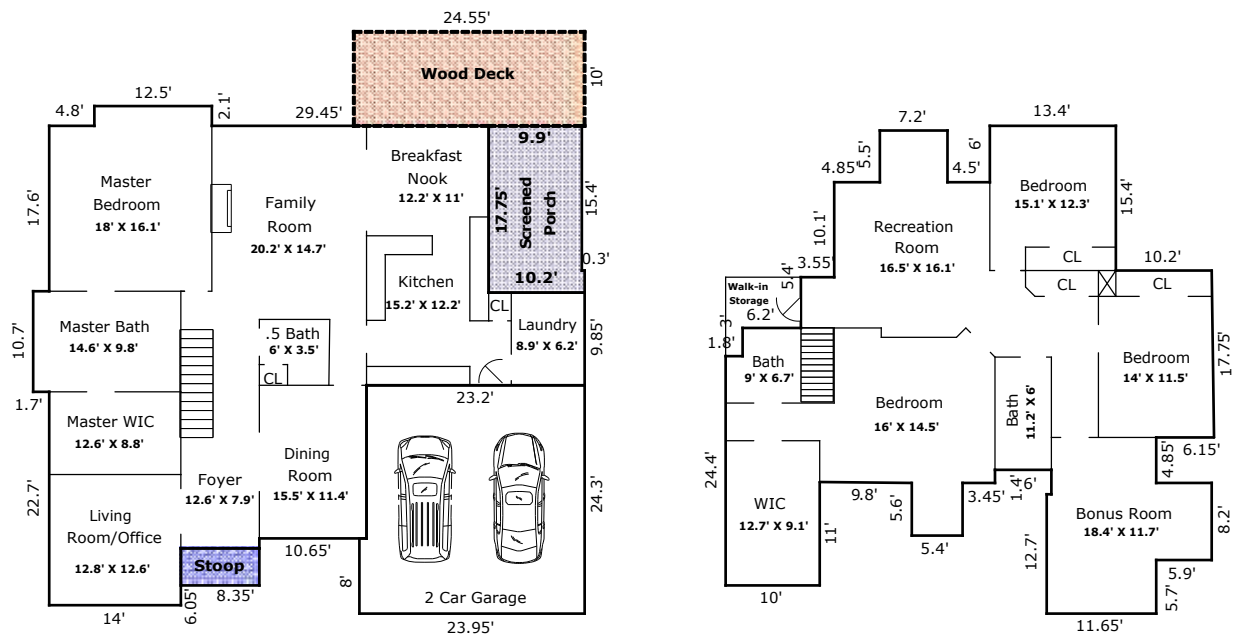 24.55'
Wood Deck
10'
12.5'
4.8'
2.1'
29.45'
9.9'
Breakfast
Nook
12.2' X 11'
17.75'
Screened
Porch
15.4'
Master
Bedroom
18' X 16.1'
17.6'
Family
Room
20.2' X 14.7'
0.3'
10.2'
Kitchen
15.2' X 12.2'
CL
Laundry
8.9' X 6.2'
9.85'
Master Bath
14.6' X 9.8'
10.7'
.5 Bath
6' X 3.5'
CL
1.7'
23.2'
Master WIC
12.6' X 8.8'
Dining
Room
15.5' X 11.4'
Foyer
12.6' X 7.9'
22.7'
24.3'
Living
Room/Office
12.8' X 12.6'
10.65'
Stoop
8'
6.05'
8.35'
2 Car Garage
14'
23.95'
7.2'
13.4'
5.5'
6'
4.85'
4.5'
Bedroom
15.1' X 12.3'
15.4'
10.1'
Recreation
Room
16.5' X 16.1'
3.55'
CL
10.2'
5.4'
Walk-in
Storage
6.2'
CL
CL
3'
1.8'
Bath
9' X 6.7'
Bedroom
14' X 11.5'
17.75'
Bedroom
16' X 14.5'
Bath
11.2' X 6'
6.15'
4.85'
24.4'
9.8'
5.6'
3.45'
1.4'
6'
WIC
12.7' X 9.1'
11'
Bonus Room
18.4' X 11.7'
8.2'
5.4'
12.7'
5.9'
5.7'
10'
11.65'